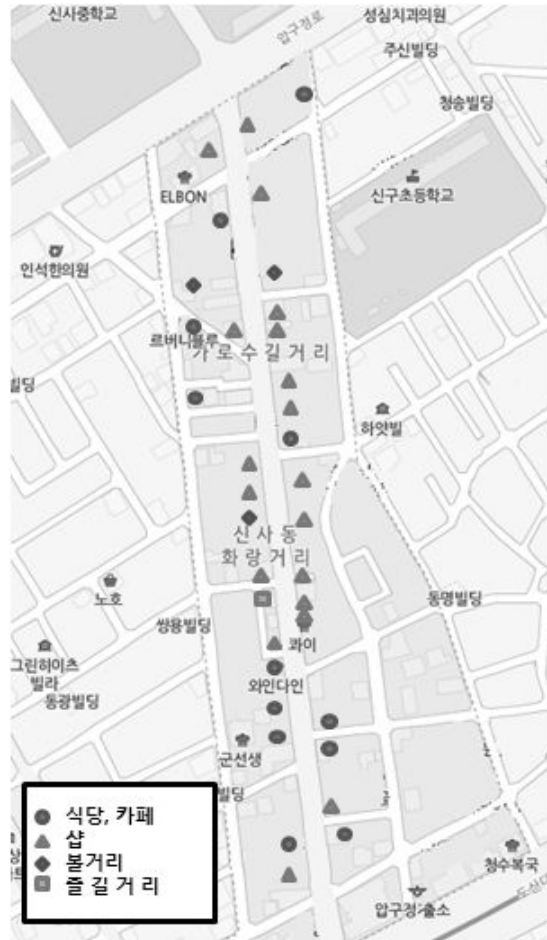 신사중학교
압구정로
성심치과의원
주신빌딩
청송빌딩
ELBON
신구초등학교
인석한의원
르버니블루
가로수길거리
빌딩
하얏빌
신사동
화랑거리
노호
쌍용빌딩
동명빌딩
콰이
그린하이츠
빌라
동광빌딩
와인다인
군선생
빌딩
식당, 카페
샵
볼거리
즐길거리
청수복국
압구정출소